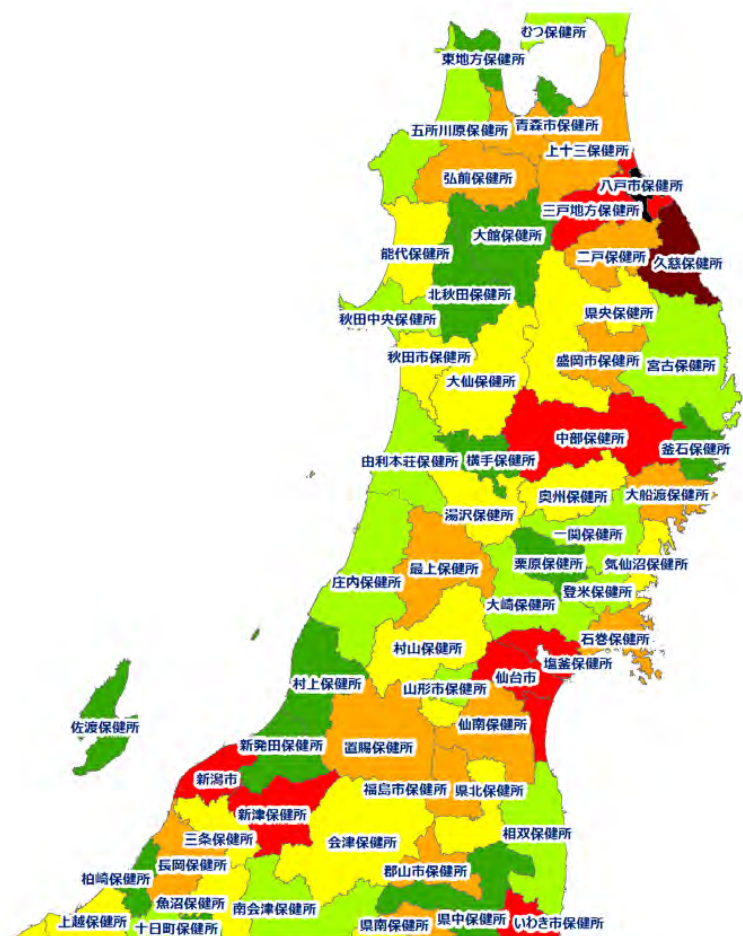 むつ保健所
東地方保健所
五所川原保健所
青森市保健所
上十三保健所
弘前保健所
八戸市保健所
三戸地方保健所
大館保健所
能代保健所
二戸保健所
久慈保健所
北秋田保健所
秋田中央保健所
県央保健所
秋田市保健所
盛岡市保健所
宮古保健所
大仙保健所
中部保健所
釜石保健所
由利本荘保健所
横手保健所
奥州保健所
大船渡保健所
湯沢保健所
一関保健所
栗原保健所
気仙沼保健所
最上保健所
庄内保健所
登米保健所
大崎保健所
石巻保健所
村山保健所
塩釜保健所
仙台市
村上保健所
山形市保健所
佐渡保健所
仙南保健所
新発田保健所
置賜保健所
新潟市
福島市保健所
県北保健所
新津保健所
相双保健所
三条保健所
会津保健所
長岡保健所
郡山市保健所
柏崎保健所
魚沼保健所
南会津保健所
上越保健所
十日町保健所
県南保健所
県中保健所
いわき市保健所